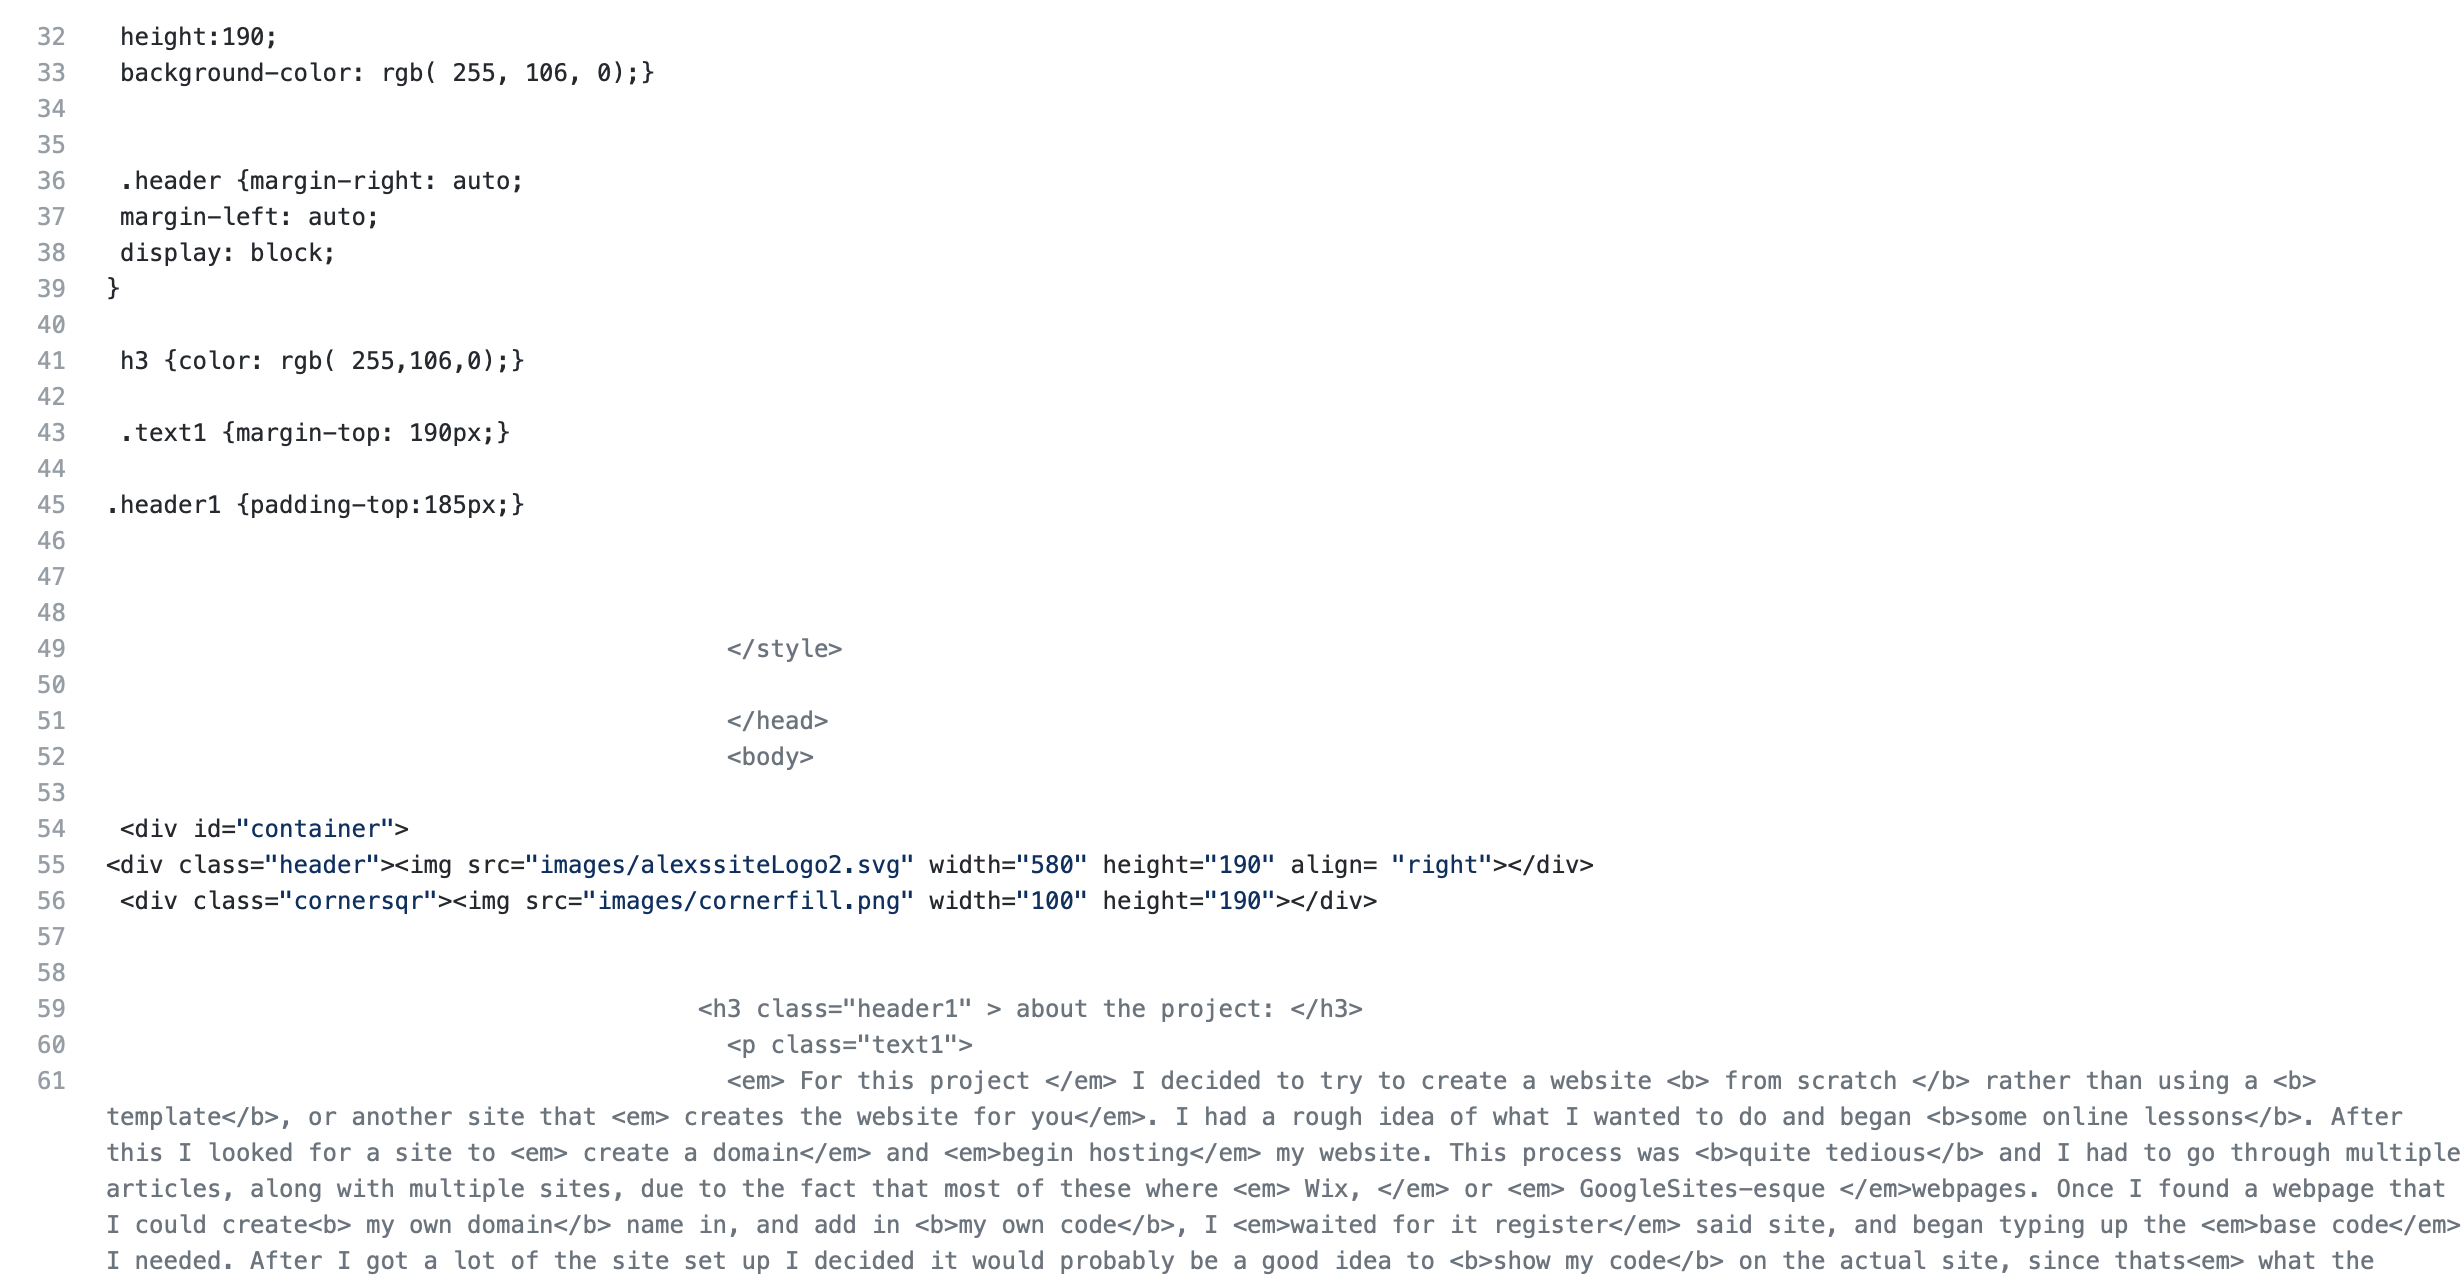 32 height:190;
33 background-color: rgb( 255, 106, 0);}
34
35
36 .header {margin-right: auto;
37 margin-left: auto;
38 display: block;
39 }
40
41 h3 {color: rgb( 255,106,0);}
42
43 .text1 {margin-top: 190px;}
44
45 .header1 {padding-top:185px;}
46
47
48
49 </style>
50
51 </head>
52 <body>
53
54 <div id="container">
55 <div class="header"><img src="images/alexssiteLogo2.svg" width="580" height="190" align= "right"></div>
56 <div class="cornersqr"><img src="images/cornerfill.png" width="100" height="190"></div>
57
58
59 <h3 class="header1" > about the project: </h3>
60 <p class="text1">
61 <em> For this project </em> I decided to try to create a website <b> from scratch </b> rather than using a <b>
template</b>, or another site that <em> creates the website for you</em>. I had a rough idea of what I wanted to do and began <b>some online lessons</b>. After
this I looked for a site to <em> create a domain</em> and <em>begin hosting</em> my website. This process was <b>quite tedious</b> and I had to go through multiple
articles, along with multiple sites, due to the fact that most of these where <em> Wix, </em> or <em> GoogleSites-esque </em>webpages. Once I found a webpage that
I could create<b> my own domain</b> name in, and add in <b>my own code</b>, I <em>waited for it register</em> said site, and began typing up the <em>base code</em>
I needed. After I got a lot of the site set up I decided it would probably be a good idea to <b>show my code</b> on the actual site, since thats<em> what the